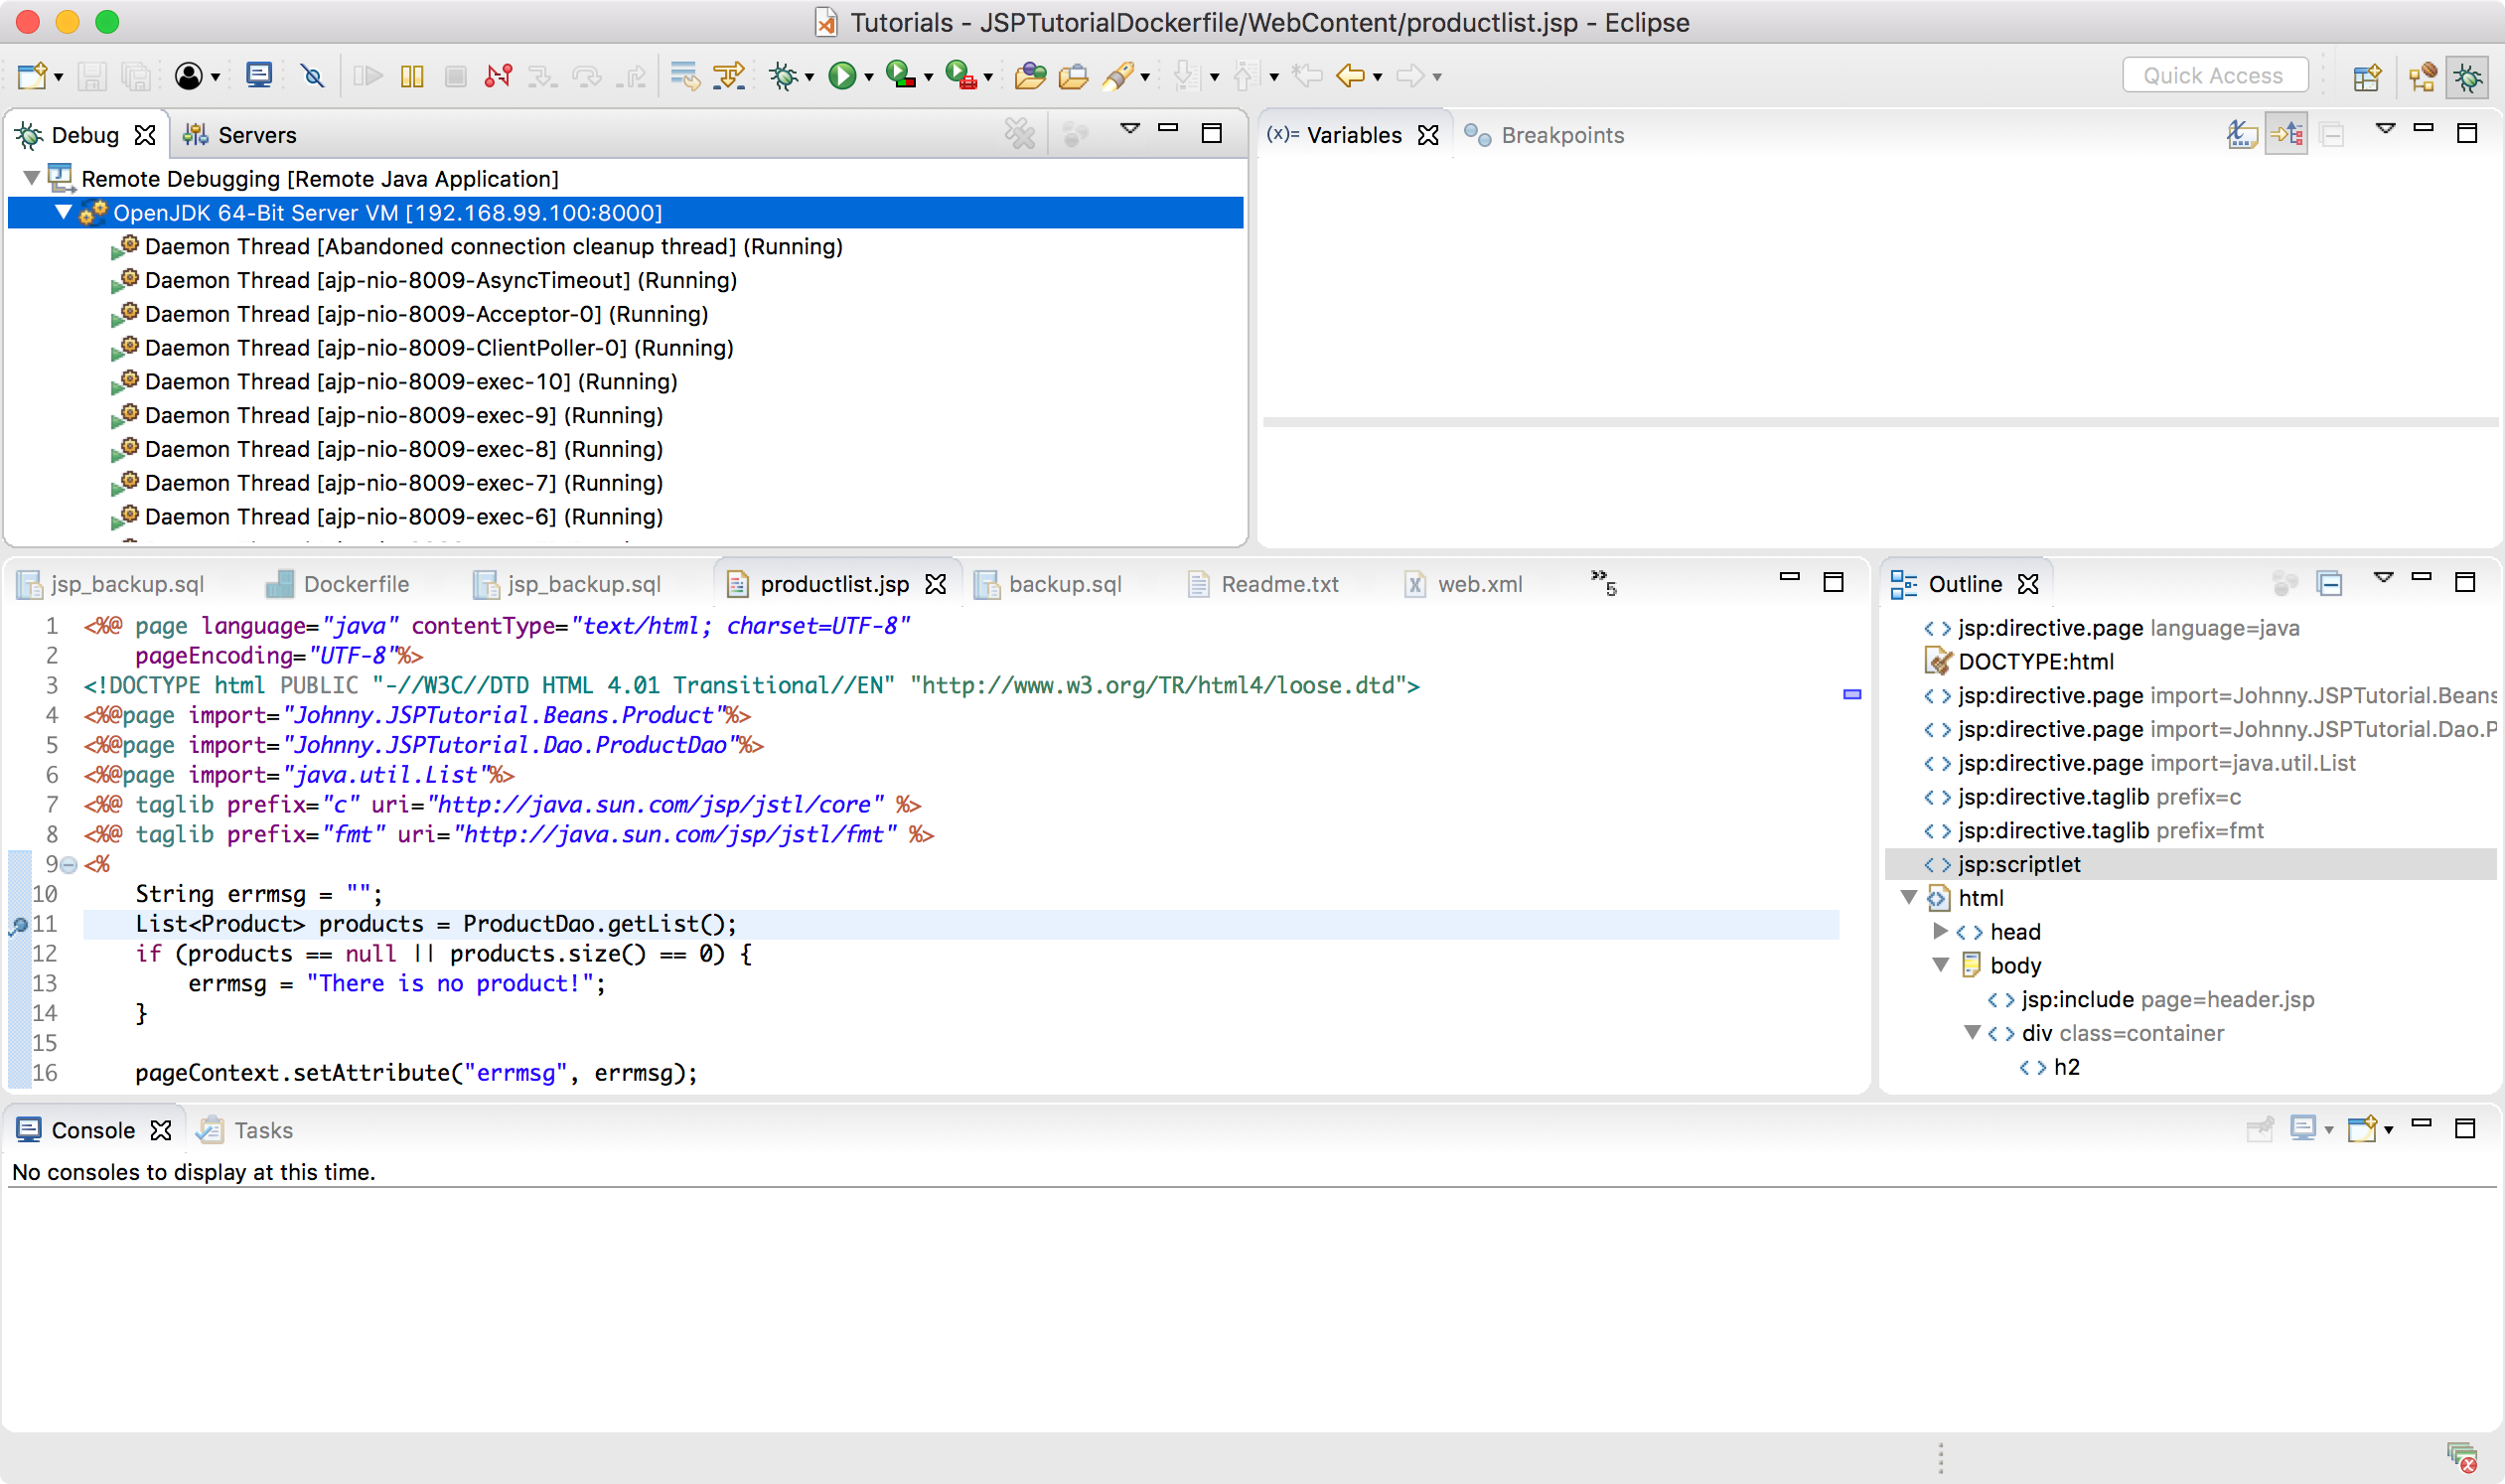 Tutorials - JSPTutorialDockerfile/WebContent/productlist.jsp - Eclipse
Quick Access
Debug Servers
Remote Debugging [Remote Java Application]
OpenJDK 64-Bit Server VM [192.168.99.100:8000]
Daemon Thread [Abandoned connection cleanup thread] (Running)
Daemon Thread [ajp-nio-8009-AsyncTimeout] (Running)
Daemon Thread [ajp-nio-8009-Acceptor-0] (Running)
Daemon Thread [ajp-nio-8009-ClientPoller-0] (Running)
Daemon Thread [ajp-nio-8009-exec-10] (Running)
Daemon Thread [ajp-nio-8009-exec-9] (Running)
Daemon Thread [ajp-nio-8009-exec-8] (Running)
Daemon Thread [ajp-nio-8009-exec-7] (Running)
Daemon Thread [ajp-nio-8009-exec-6] (Running)
(x)= Variables Breakpoints
jsp_backup.sql Dockerfile jsp_backup.sql productlist.jsp backup.sql Readme.txt web.xml »5
1 <%@ page language="java" contentType="text/html; charset=UTF-8"
2 pageEncoding="UTF-8"%>
3 <!DOCTYPE html PUBLIC "-//W3C//DTD HTML 4.01 Transitional//EN" "http://www.w3.org/TR/html4/loose.dtd">
4 <%@page import="Johnny.JSPTutorial.Beans.Product"%>
5 <%@page import="Johnny.JSPTutorial.Dao.ProductDao"%>
6 <%@page import="java.util.List"%>
7 <%@ taglib prefix="c" uri="http://java.sun.com/jsp/jstl/core" %>
8 <%@ taglib prefix="fmt" uri="http://java.sun.com/jsp/jstl/fmt" %>
9 <%
10 String errmsg = "";
11 List<Product> products = ProductDao.getList();
12 if (products == null || products.size() == 0) {
13 errmsg = "There is no product!";
14 }
15
16 pageContext.setAttribute("errmsg", errmsg);
Outline
jsp:directive.page language=java
DOCTYPE:html
jsp:directive.page import=Johnny.JSPTutorial.Beans
jsp:directive.page import=Johnny.JSPTutorial.Dao.P
jsp:directive.page import=java.util.List
jsp:directive.taglib prefix=c
jsp:directive.taglib prefix=fmt
jsp:scriptlet
html
head
body
jsp:include page=header.jsp
div class=container
h2
Console Tasks
No consoles to display at this time.